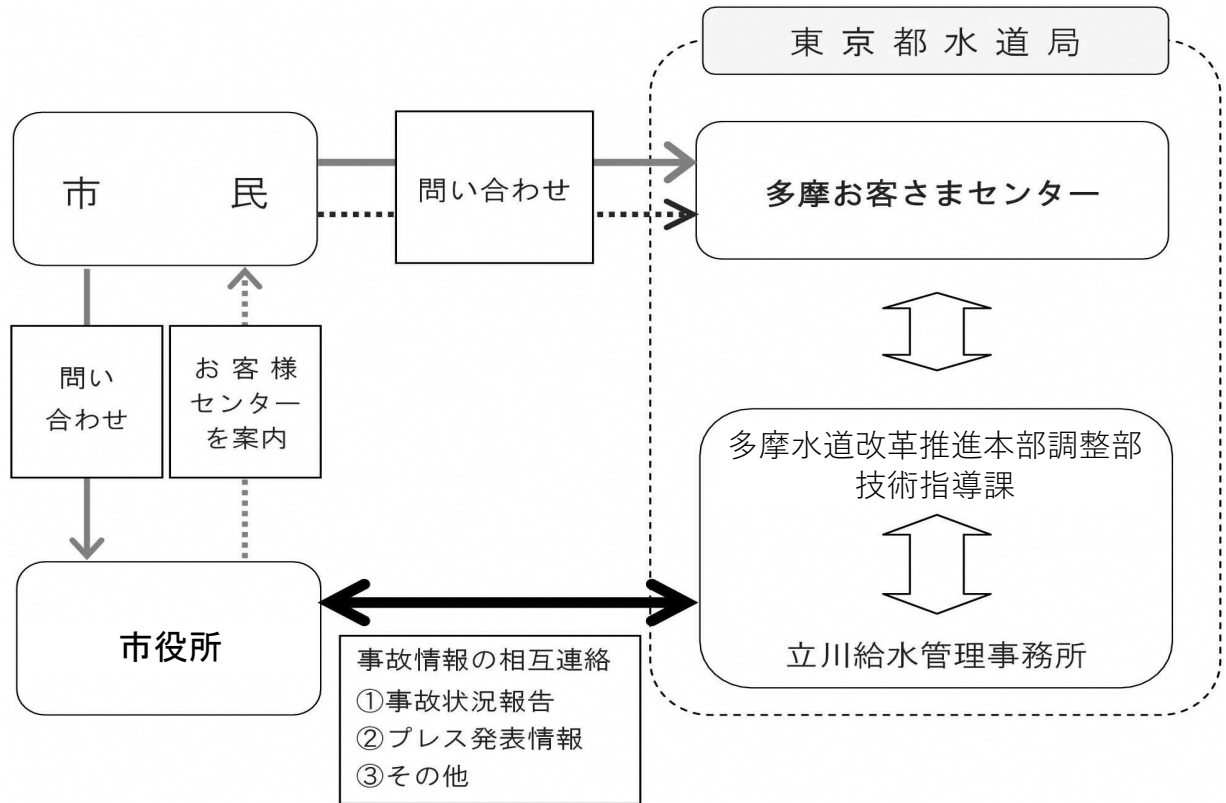 東京都水道局
市民
問い合わせ
多摩お客さまセンター
問い
合わせ
お客様
センター
を案内
多摩水道改革推進本部調整部
技術指導課
立川給水管理事務所
市役所
事故情報の相互連絡
①事故状況報告
②プレス発表情報
③その他